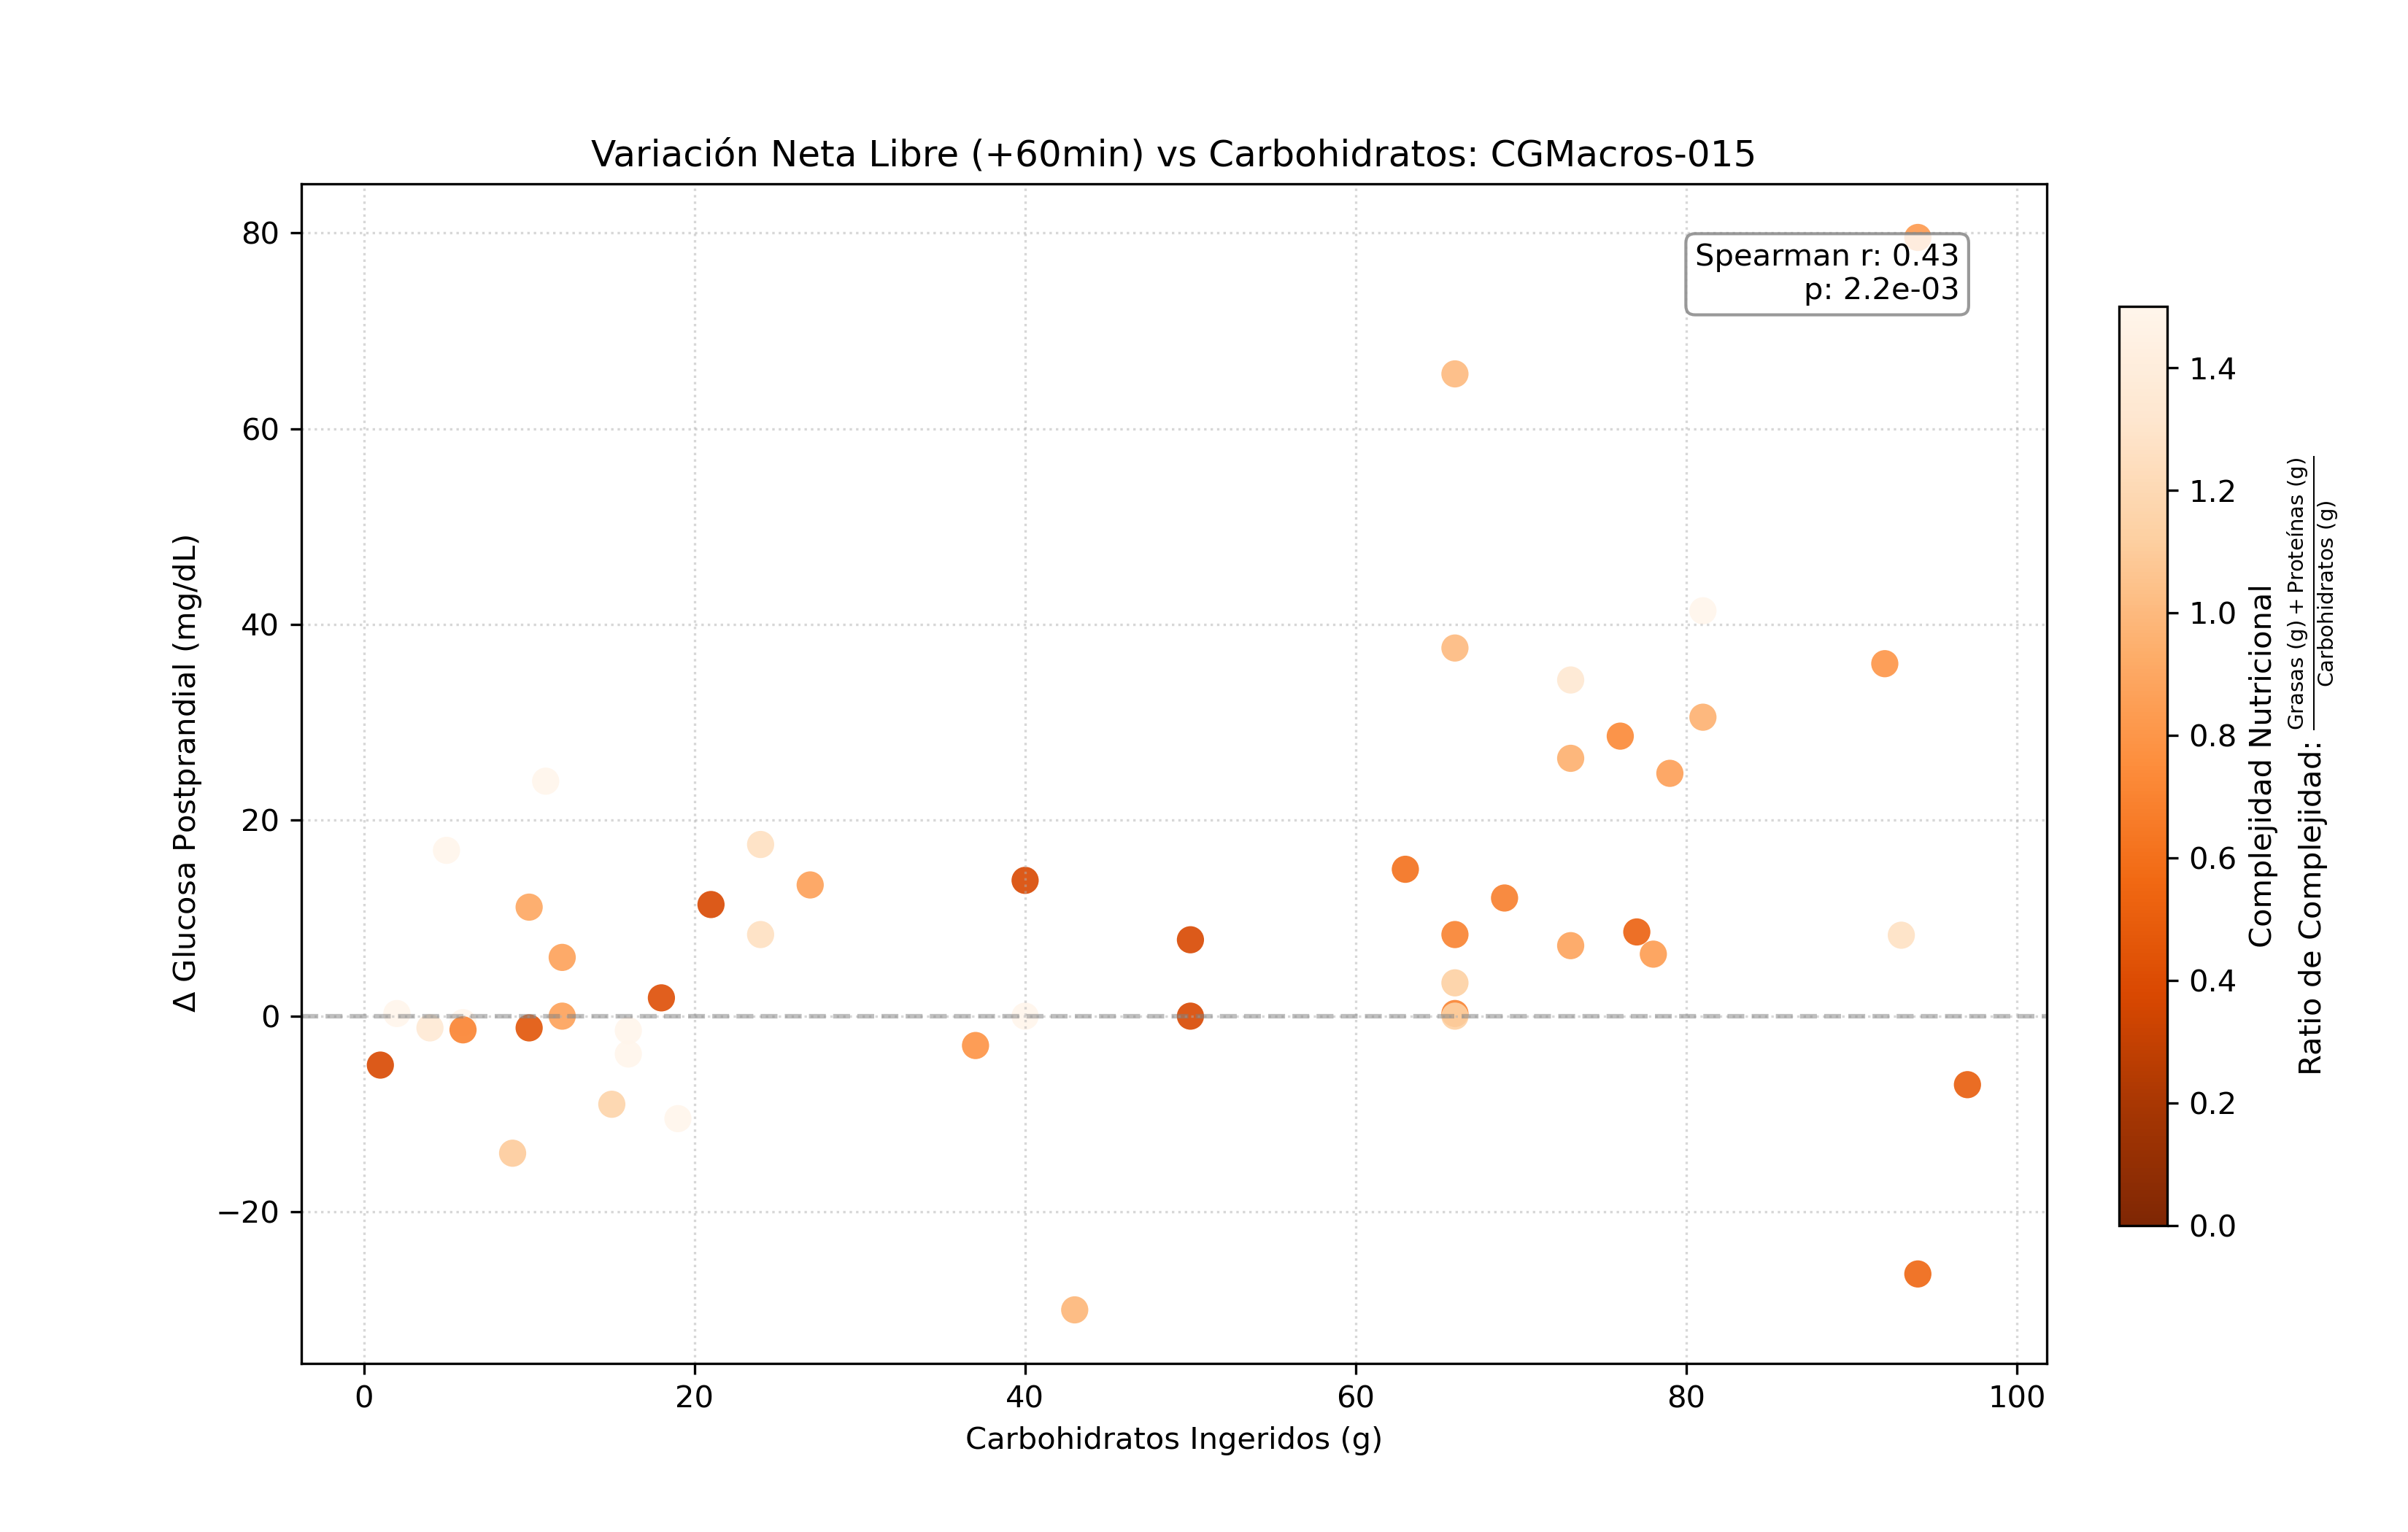 Variación Neta Libre (+60min) vs Carbohidratos: CGMacros-015
Δ Glucosa Postprandial (mg/dL)
80
60
40
20
0
−20
Spearman r: 0.43
p: 2.2e-03
0
20
40
60
80
100
Carbohidratos Ingeridos (g)
1.4
1.2
1.0
0.8
0.6
0.4
0.2
0.0
Complejidad Nutricional
Ratio de Complejidad: Grasas (g) + Proteínas (g)
Carbohidratos (g)